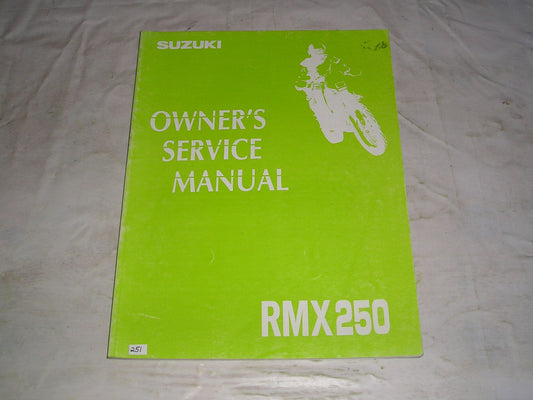 SUZUKI
OWNER'S
SERVICE
MANUAL
RMX250
251